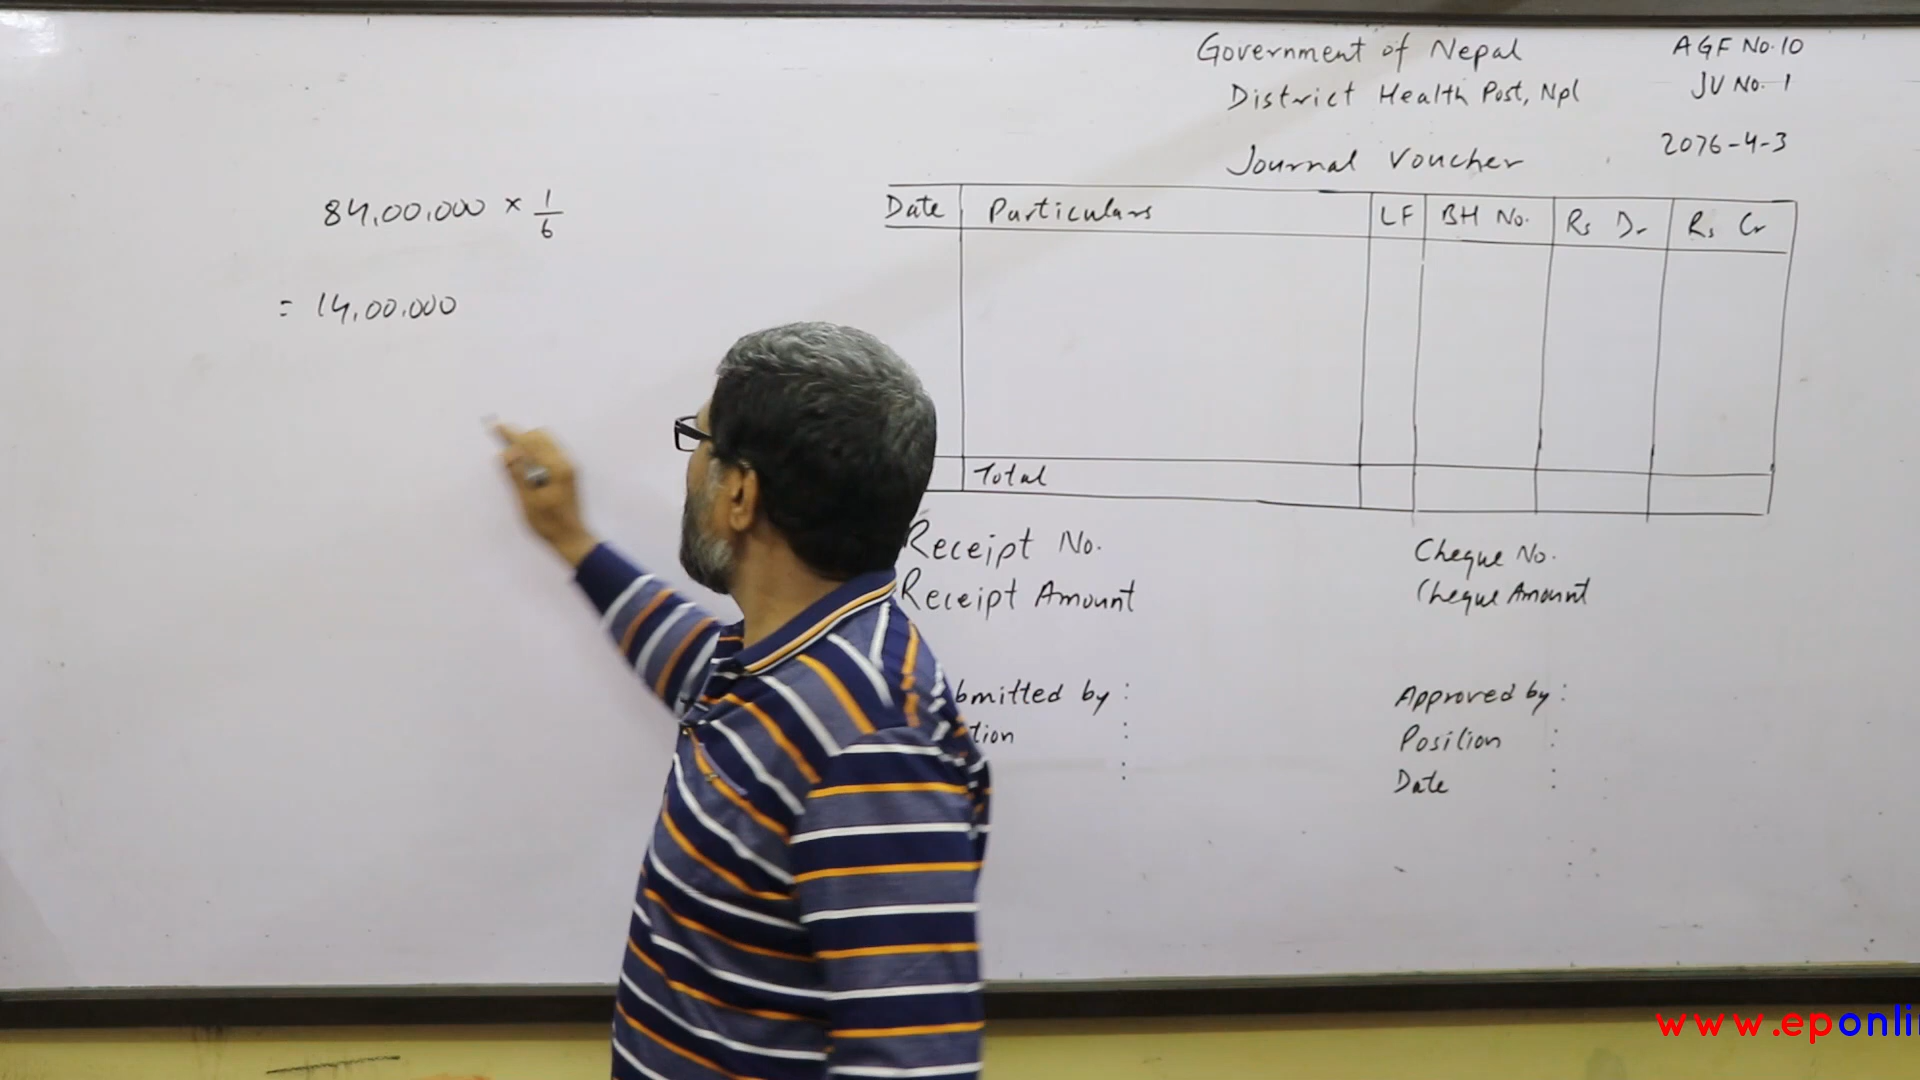 Government of Nepal
AGF No. 10
District Health Post, Npl
JV No. 1
2076-4-3
Journal Voucher
84,00,000 × 1/6
= 14,00,000
Date Particulars LF BH No. Rs Dr Rs Cr
Total
Receipt No. Cheque No.
Receipt Amount Cheque Amount
bmitted by : Approved by :
tion : Position :
: Date :
www.eponli